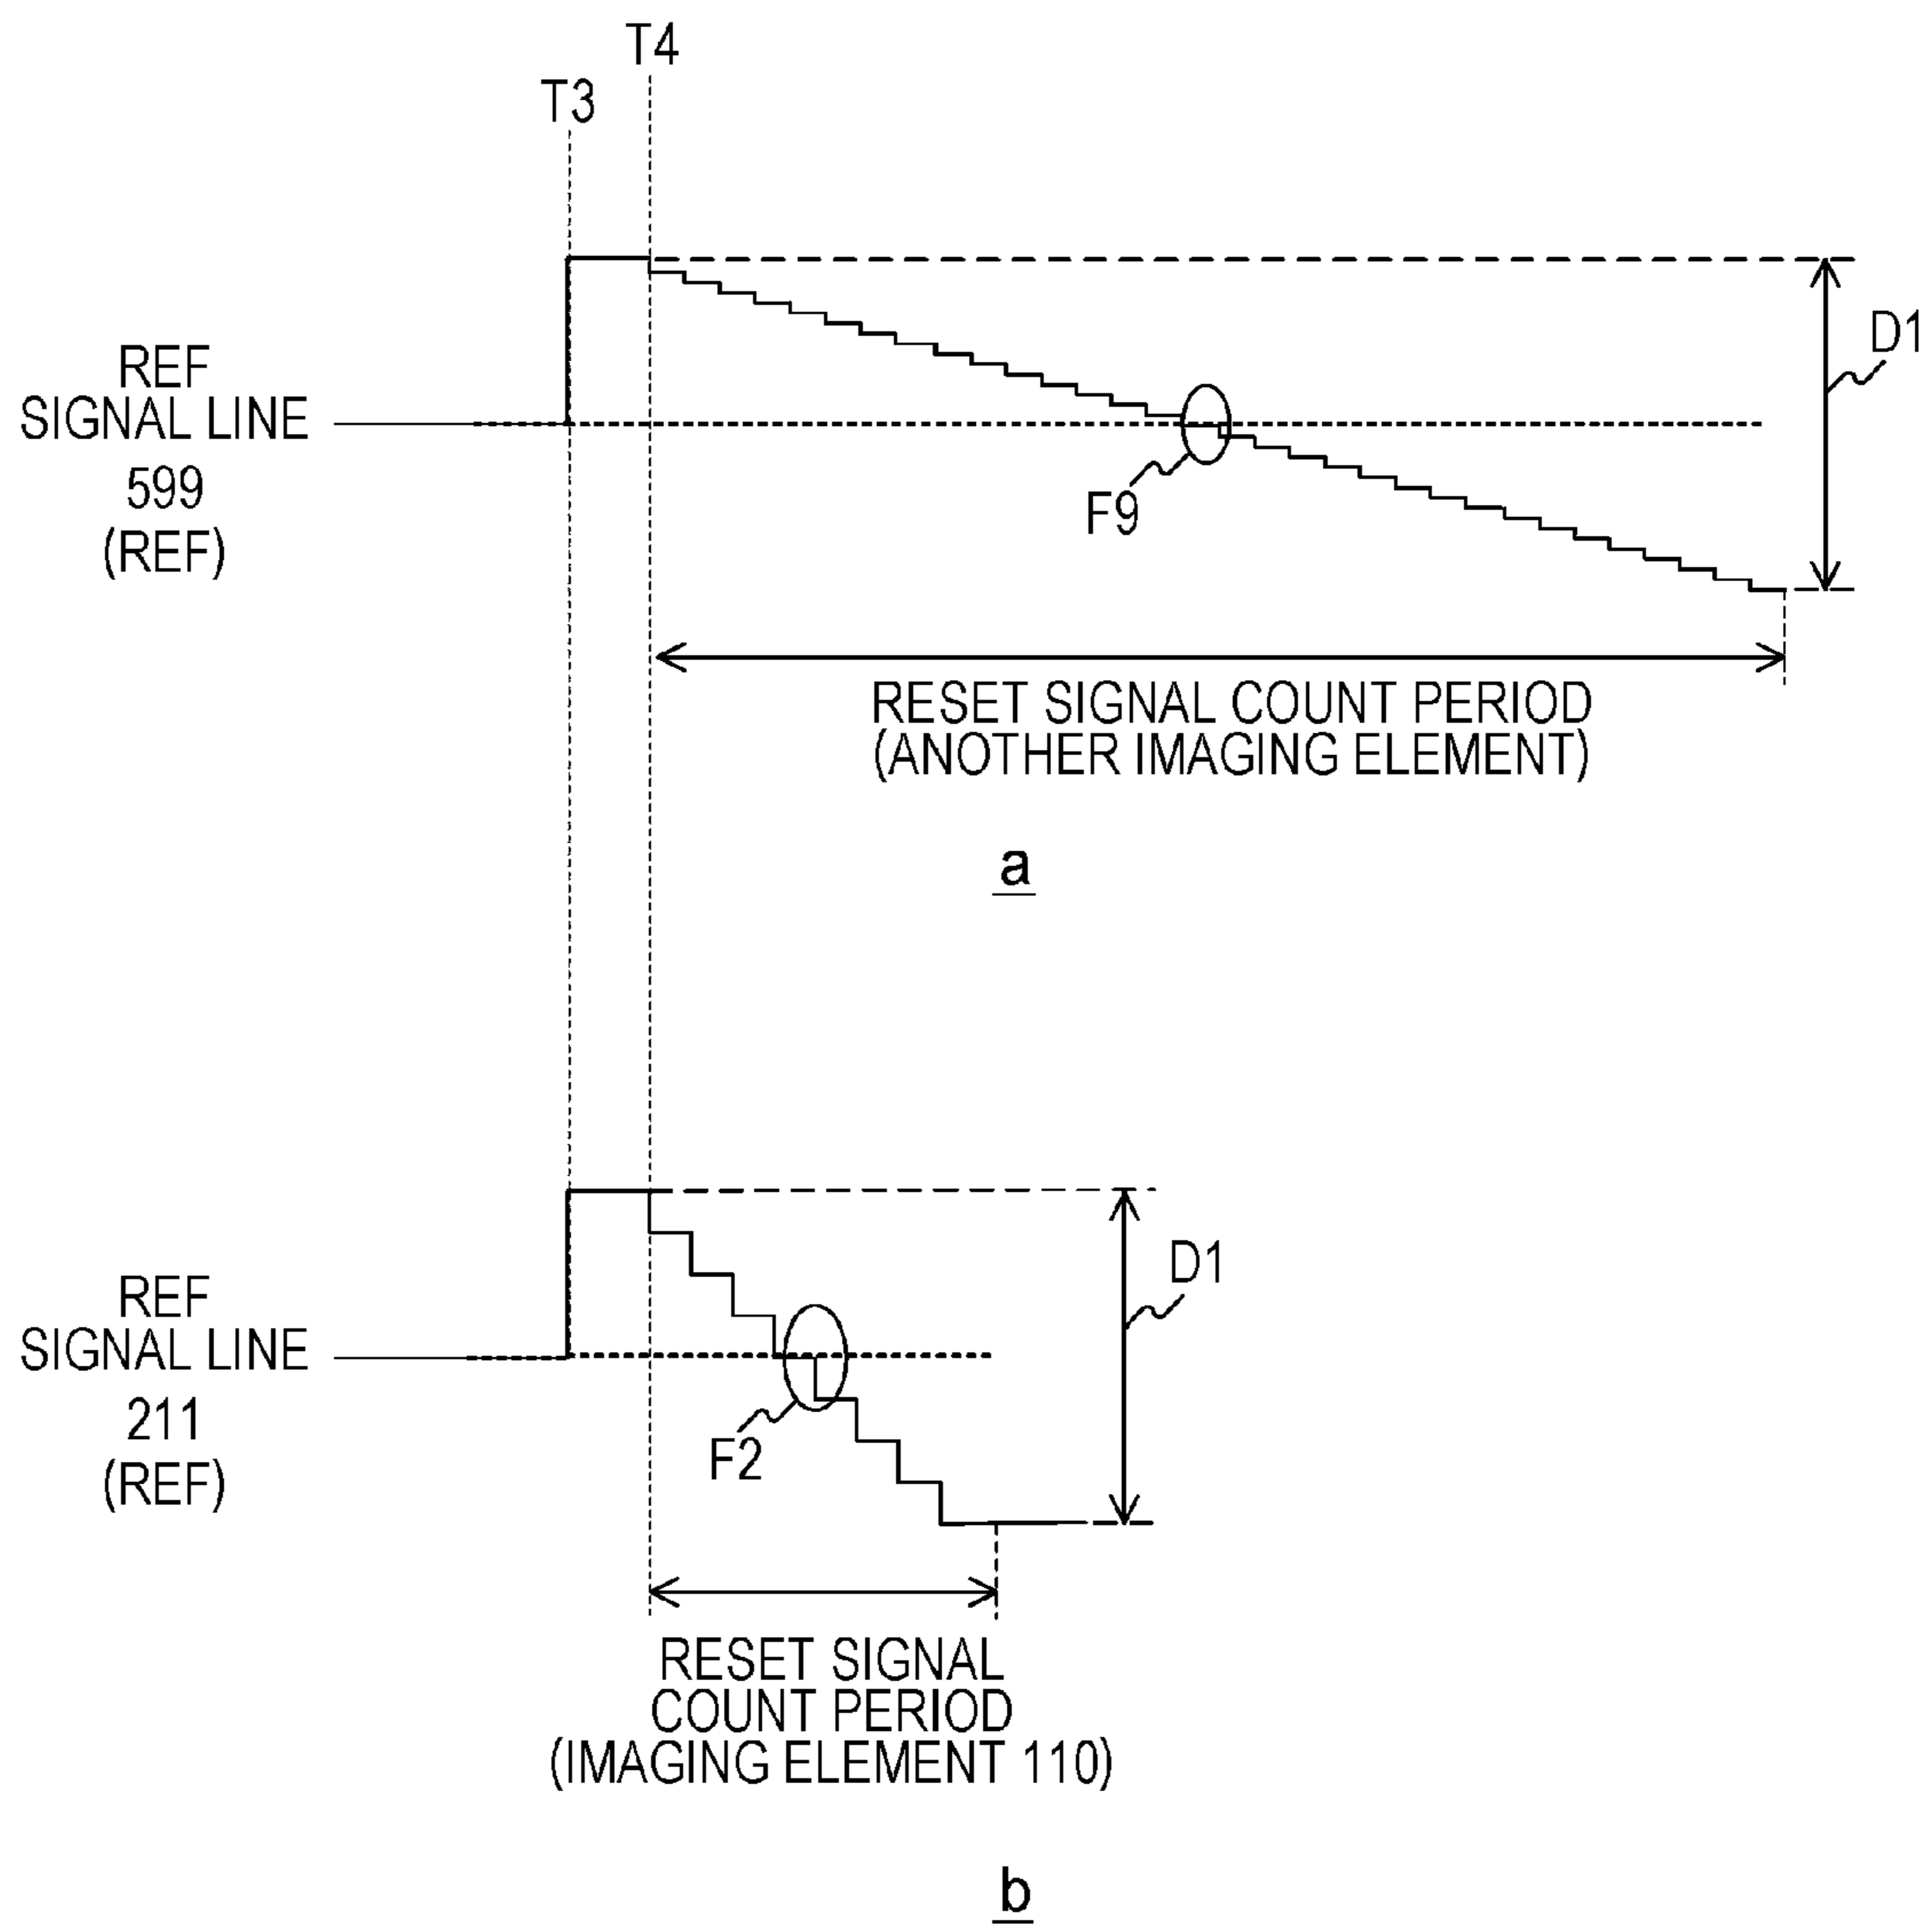 T4
T3
REF
SIGNAL LINE
599
(REF)
D1
F9
RESET SIGNAL COUNT PERIOD
(ANOTHER IMAGING ELEMENT)
a
REF
SIGNAL LINE
211
(REF)
D1
F2
RESET SIGNAL
COUNT PERIOD
(IMAGING ELEMENT 110)
b